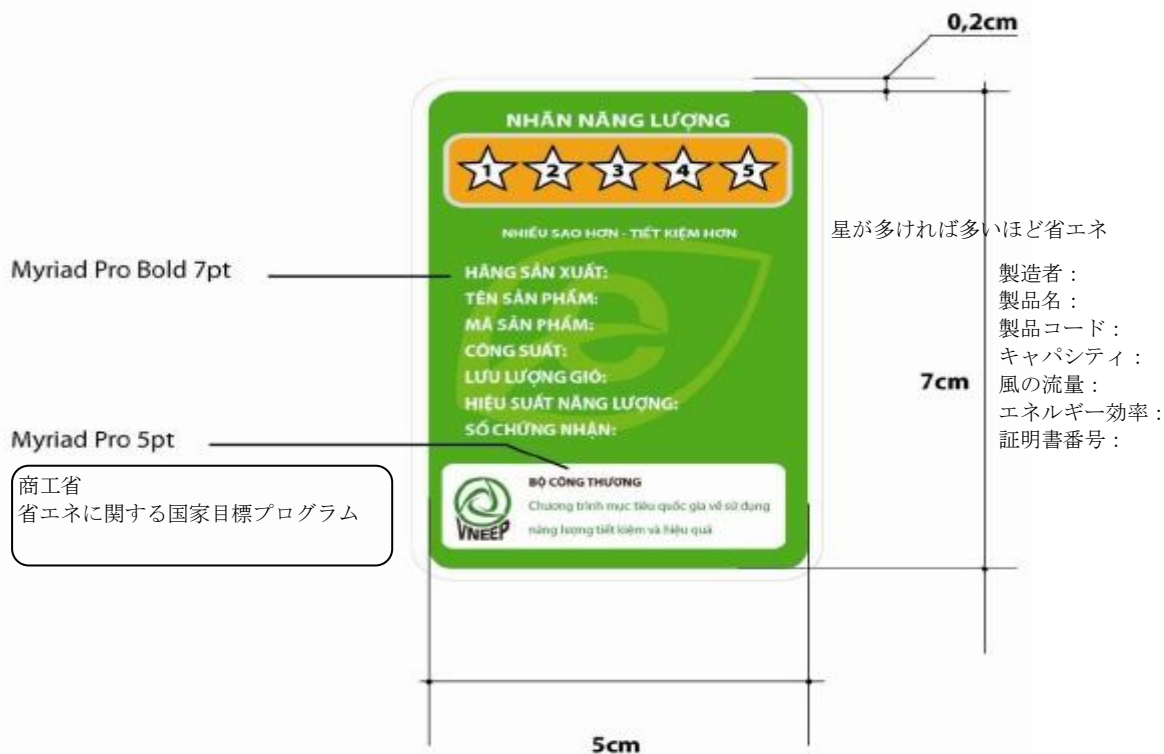 0,2cm
NHÃN NĂNG LƯỢNG
1 2 3 4 5
NHIỀU SAO HƠN - TIẾT KIỆM HƠN
星が多ければ多いほど省エネ
Myriad Pro Bold 7pt
HÃNG SẢN XUẤT:
TÊN SẢN PHẨM:
MÃ SẢN PHẨM:
CÔNG SUẤT:
LƯU LƯỢNG GIÓ:
HIỆU SUẤT NĂNG LƯỢNG:
SỐ CHỨNG NHẬN:
製造者：
製品名：
製品コード：
キャパシティ：
風の流量：
エネルギー効率：
証明書番号：
7cm
Myriad Pro 5pt
商工省
省エネに関する国家目標プログラム
VNEEP
BỘ CÔNG THƯƠNG
Chương trình mục tiêu quốc gia về sử dụng
năng lượng tiết kiệm và hiệu quả
5cm